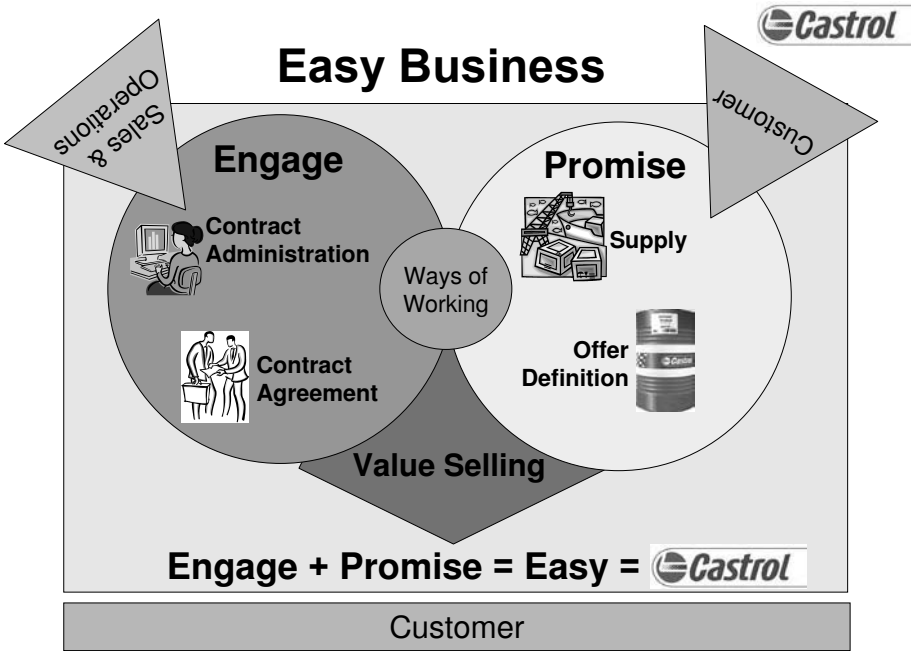 Castrol
Easy Business
Sales &
Operations
Customer
Engage
Promise
Contract
Administration
Supply
Ways of
Working
Contract
Agreement
Offer
Definition
Castrol
Value Selling
Engage + Promise = Easy = Castrol
Customer